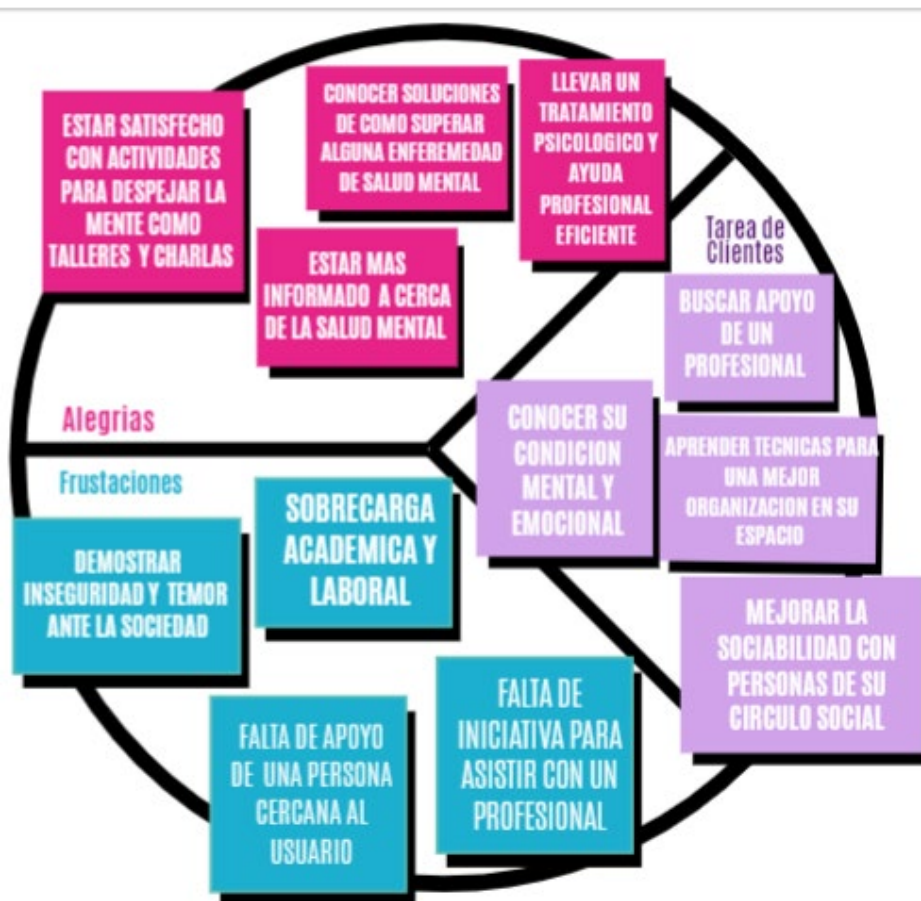 ESTAR SATISFECHO
CON ACTIVIDADES
PARA DESPEJAR LA
MENTE COMO
TALLERES Y CHARLAS
CONOCER SOLUCIONES
DE COMO SUPERAR
ALGUNA ENFEREMEDAD
DE SALUD MENTAL
LLEVAR UN
TRATAMIENTO
PSICOLOGICO Y
AYUDA
PROFESIONAL
EFICIENTE
ESTAR MAS
INFORMADO A CERCA
DE LA SALUD MENTAL
Alegrias
Tarea de
Clientes
BUSCAR APOYO
DE UN
PROFESIONAL
CONOCER SU
CONDICION
MENTAL Y
EMOCIONAL
APRENDER TECNICAS PARA
UNA MEJOR
ORGANIZACION EN SU
ESPACIO
MEJORAR LA
SOCIABILIDAD CON
PERSONAS DE SU
CIRCULO SOCIAL
Frustaciones
DEMOSTRAR
INSEGURIDAD Y TEMOR
ANTE LA SOCIEDAD
SOBRECARGA
ACADEMICA Y
LABORAL
FALTA DE APOYO
DE UNA PERSONA
CERCANA AL
USUARIO
FALTA DE
INICIATIVA PARA
ASISTIR CON UN
PROFESIONAL